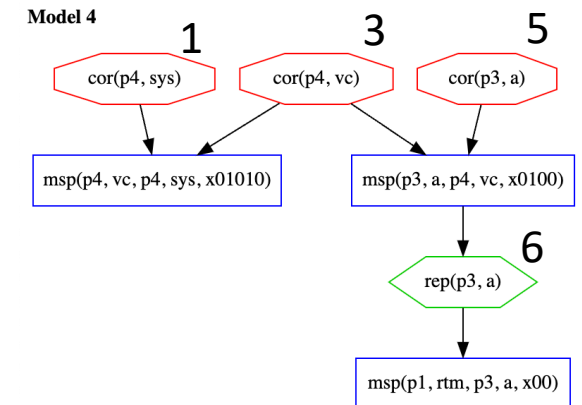 Model 4
1
3
5
cor(p4, sys)
cor(p4, vc)
cor(p3, a)
msp(p4, vc, p4, sys, x01010)
msp(p3, a, p4, vc, x0100)
6
rep(p3, a)
msp(p1, rtm, p3, a, x00)